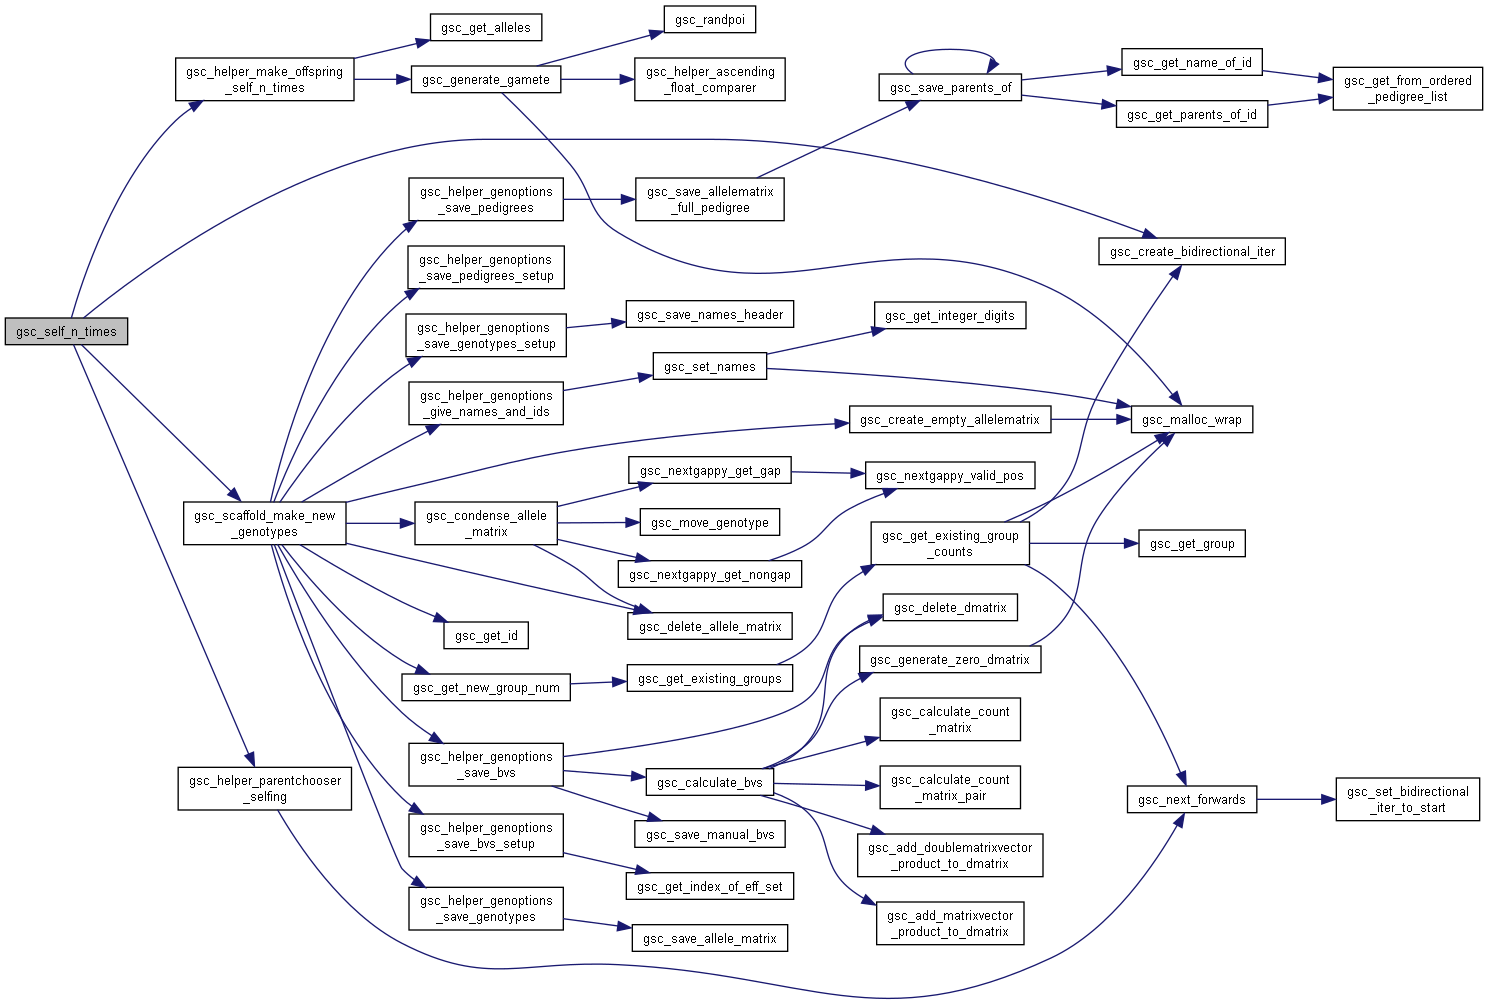 gsc_self_n_times
gsc_helper_make_offspring
_self_n_times
gsc_scaffold_make_new
_genotypes
gsc_helper_parentchooser
_selfing
gsc_get_alleles
gsc_generate_gamete
gsc_helper_genoptions
_save_pedigrees
gsc_helper_genoptions
_save_pedigrees_setup
gsc_helper_genoptions
_save_genotypes_setup
gsc_helper_genoptions
_give_names_and_ids
gsc_condense_allele
_matrix
gsc_get_id
gsc_get_new_group_num
gsc_helper_genoptions
_save_bvs
gsc_helper_genoptions
_save_bvs_setup
gsc_helper_genoptions
_save_genotypes
gsc_randpoi
gsc_helper_ascending
_float_comparer
gsc_save_allelematrix
_full_pedigree
gsc_save_names_header
gsc_set_names
gsc_nextgappy_get_gap
gsc_move_genotype
gsc_nextgappy_get_nongap
gsc_delete_allele_matrix
gsc_get_existing_groups
gsc_calculate_bvs
gsc_save_manual_bvs
gsc_get_index_of_eff_set
gsc_save_allele_matrix
gsc_save_parents_of
gsc_get_integer_digits
gsc_create_empty_allelematrix
gsc_nextgappy_valid_pos
gsc_get_existing_group
_counts
gsc_delete_dmatrix
gsc_generate_zero_dmatrix
gsc_calculate_count
_matrix
gsc_calculate_count
_matrix_pair
gsc_add_doublematrixvector
_product_to_dmatrix
gsc_add_matrixvector
_product_to_dmatrix
gsc_get_name_of_id
gsc_get_parents_of_id
gsc_create_bidirectional_iter
gsc_malloc_wrap
gsc_get_group
gsc_next_forwards
gsc_get_from_ordered
_pedigree_list
gsc_set_bidirectional
_iter_to_start